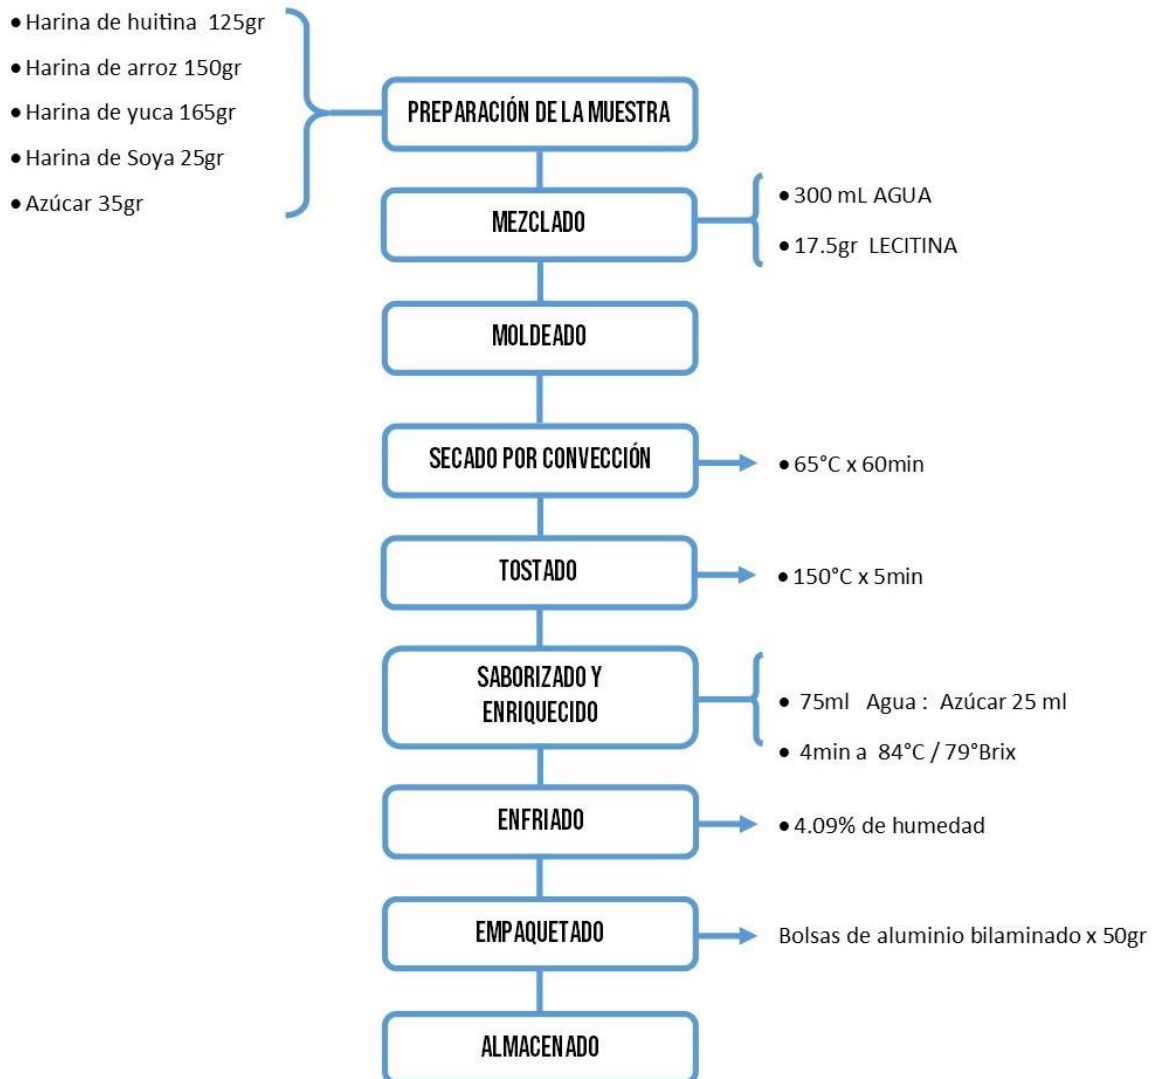 • Harina de huitina 125gr
• Harina de arroz 150gr
• Harina de yuca 165gr
• Harina de Soya 25gr
• Azúcar 35gr
PREPARACIÓN DE LA MUESTRA
MEZCLADO
• 300 mL AGUA
• 17.5gr LECITINA
MOLDEADO
SECADO POR CONVECCIÓN
• 65°C x 60min
TOSTADO
• 150°C x 5min
SABORIZADO Y
ENRIQUECIDO
• 75ml Agua : Azúcar 25 ml
• 4min a 84°C / 79°Brix
ENFRIADO
• 4.09% de humedad
EMPAQUETADO
Bolsas de aluminio bilaminado x 50gr
ALMACENADO